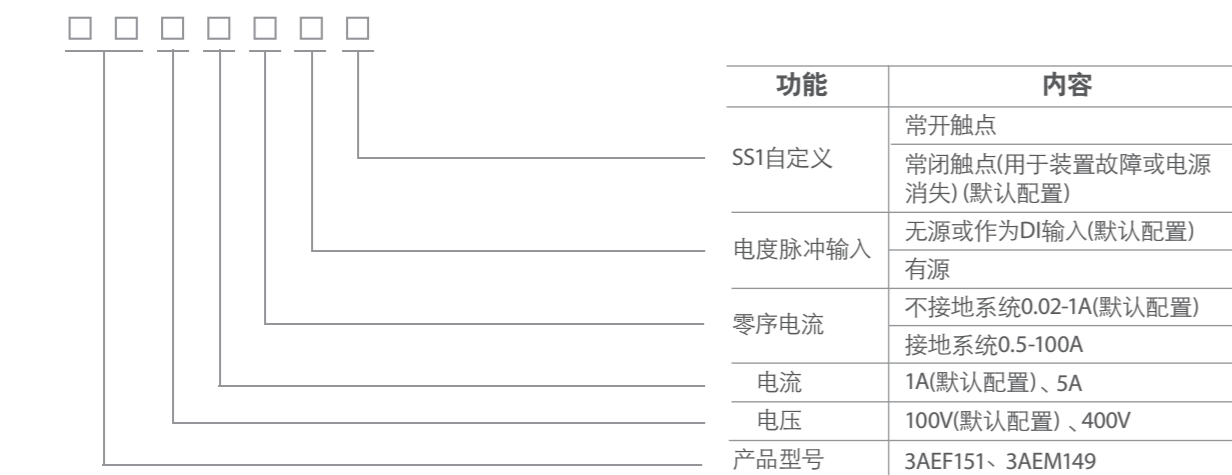 □ □ □ □ □ □ □
功能 内容
SS1自定义 常开触点
常闭触点(用于装置故障或电源
消失) (默认配置)
电度脉冲输入 无源或作为DI输入(默认配置)
有源
零序电流 不接地系统0.02-1A(默认配置)
接地系统0.5-100A
电流 1A(默认配置)、5A
电压 100V(默认配置)、400V
产品型号 3AEF151、3AEM149